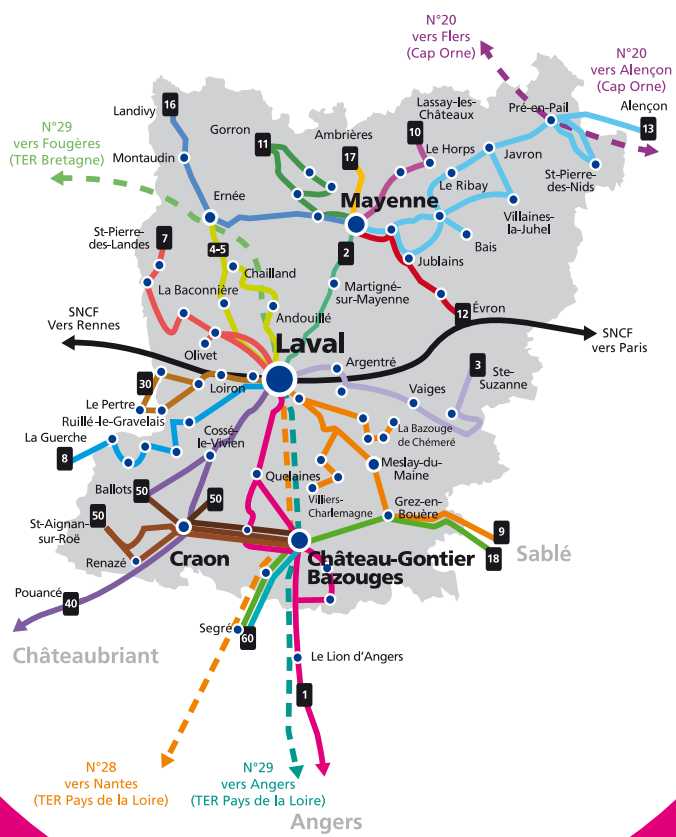 N°20
vers Flers
(Cap Orne)
N°20
vers Alençon
(Cap Orne)
Lassay-les-
Châteaux
Pré-en-Pail
Alençon
16
Landivy
Gorron
Ambrières
10
13
N°29
vers Fougères
(TER Bretagne)
11
17
Le Horps
Javron
Montaudin
Le Ribay
St-Pierre-
des-Nids
Ernée
Mayenne
Villaines-
la-Juhel
St-Pierre-
des-Landes
7
4-5
2
Bais
Chailland
Jublains
La Baconnière
Martigné-
sur-Mayenne
SNCF
Vers Rennes
Andouillé
12
Évron
SNCF
vers Paris
Olivet
Laval
Argentré
3
Ste-
Suzanne
30
Loiron
Vaiges
Le Pertre
Ruillé-le-Gravelais
La Bazouge
de Chémeré
La Guerche
Cossé-
le-Vivien
8
Meslay-du-
Maine
Quelaines
Ballots
50
50
Villiers-
Charlemagne
Grez-en-
Bouère
St-Aignan-
sur-Roë
50
9
18
Sablé
Renazé
Craon
Château-Gontier
Bazouges
Pouancé
40
Segré
60
Châteaubriant
Le Lion d'Angers
1
N°28
vers Nantes
(TER Pays de la Loire)
N°29
vers Angers
(TER Pays de la Loire)
Angers